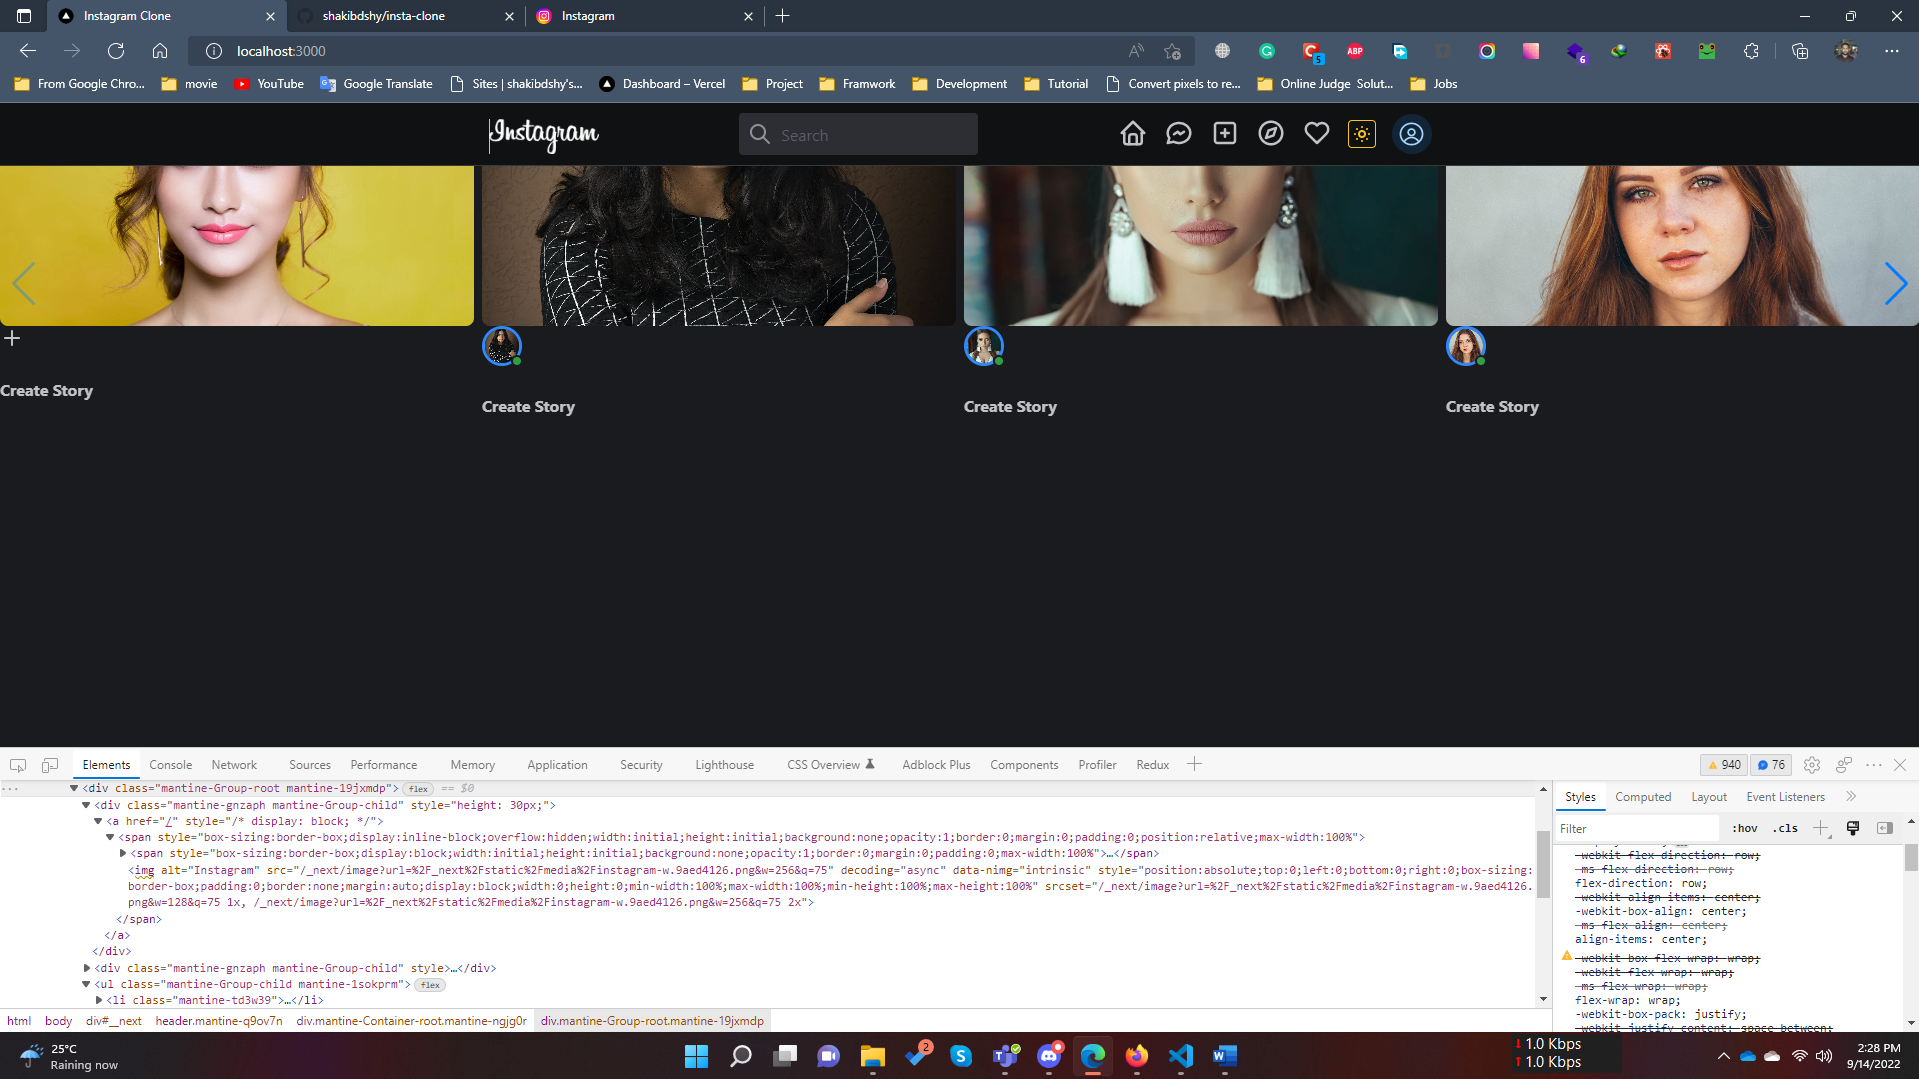 Instagram Clone
shakibdshy/insta-clone
Instagram
localhost:3000
From Google Chro...
movie
YouTube
Google Translate
Sites | shakibdshy's...
Dashboard – Vercel
Project
Framwork
Development
Tutorial
Convert pixels to re...
Online Judge Solut...
Jobs
Instagram
Search
Create Story
Create Story
Create Story
Create Story
Elements Console Network Sources Performance Memory Application Security Lighthouse CSS Overview Adblock Plus Components Profiler Redux
940
76
<div class="mantine-Group-root mantine-19jxmdp"> flex == $0
<div class="mantine-gnzaph mantine-Group-child" style="height: 30px;">
<a href="/" style="/* display: block; */">
<span style="box-sizing:border-box;display:inline-block;overflow:hidden;width:initial;height:initial;background:none;opacity:1;border:0;margin:0;padding:0;position:relative;max-width:100%">
<span style="box-sizing:border-box;display:block;width:initial;height:initial;background:none;opacity:1;border:0;margin:0;padding:0;max-width:100%">…</span>
<img alt="Instagram" src="/_next/image?url=%2F_next%2Fstatic%2Fmedia%2Finstagram-w.9aed4126.png&w=256&q=75" decoding="async" data-nimg="intrinsic" style="position:absolute;top:0;left:0;bottom:0;right:0;box-sizing:
border-box;padding:0;border:none;margin:auto;display:block;width:0;height:0;min-width:100%;max-width:100%;min-height:100%;max-height:100%" srcset="/_next/image?url=%2F_next%2Fstatic%2Fmedia%2Finstagram-w.9aed4126.
png&w=128&q=75 1x, /_next/image?url=%2F_next%2Fstatic%2Fmedia%2Finstagram-w.9aed4126.png&w=256&q=75 2x">
</span>
</a>
</div>
<div class="mantine-gnzaph mantine-Group-child" style>…</div>
<ul class="mantine-Group-child mantine-1sokprm"> flex
<li class="mantine-td3w39">…</li>
html body div#__next header.mantine-q9ov7n div.mantine-Container-root.mantine-ngjg0r div.mantine-Group-root.mantine-19jxmdp
Styles Computed Layout Event Listeners
Filter
:hov .cls
-webkit-flex-direction: row;
-ms-flex-direction: row;
flex-direction: row;
-webkit-align-items: center;
-webkit-box-align: center;
-ms-flex-align: center;
align-items: center;
-webkit-box-flex-wrap: wrap;
-webkit-flex-wrap: wrap;
-ms-flex-wrap: wrap;
flex-wrap: wrap;
-webkit-box-pack: justify;
-webkit-justify-content: space-between;
25°C
Raining now
1.0 Kbps
1.0 Kbps
2:28 PM
9/14/2022